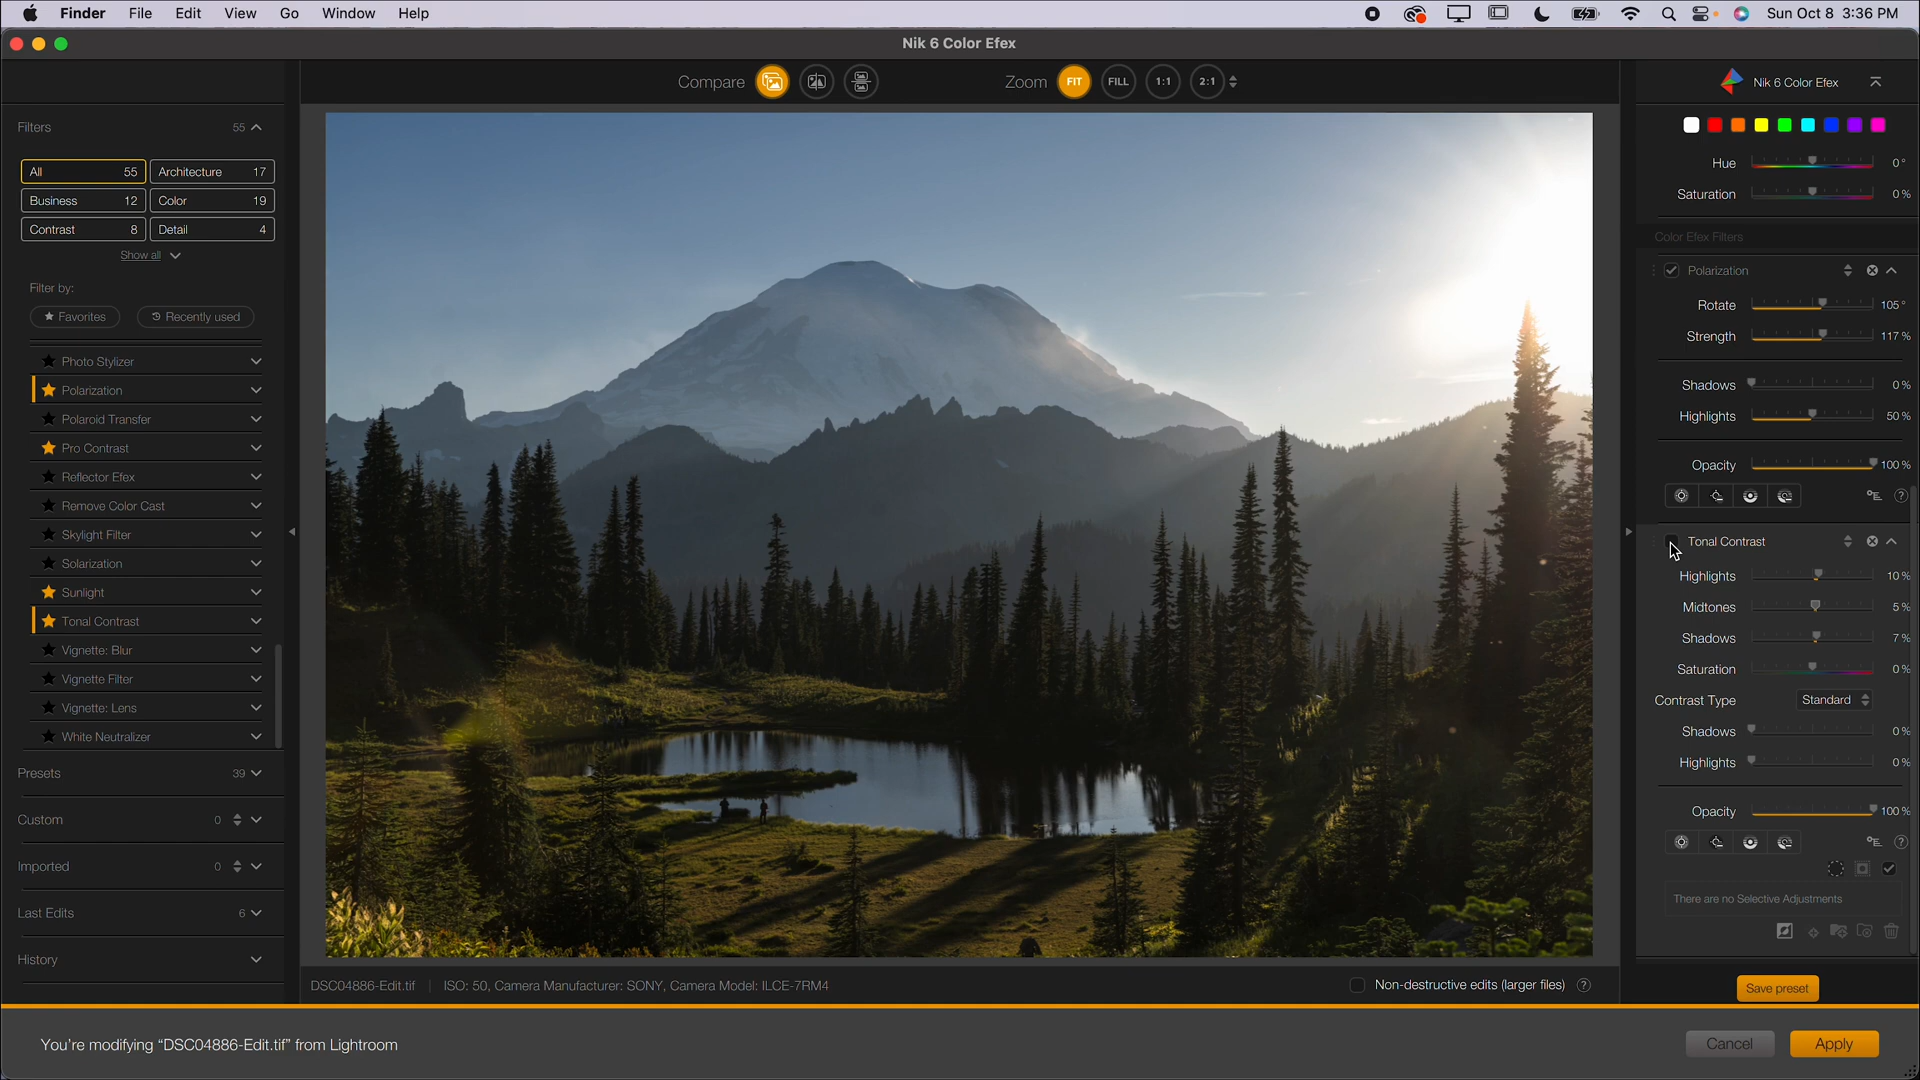 Finder File Edit View Go Window Help
Sun Oct 8 3:36 PM
Nik 6 Color Efex
Compare
Zoom FIT FILL 1:1 2:1
Nik 6 Color Efex
Filters 55
All 55 Architecture 17
Business 12 Color 19
Contrast 8 Detail 4
Show all
Filter by:
Favorites Recently used
Photo Stylizer
Polarization
Polaroid Transfer
Pro Contrast
Reflector Efex
Remove Color Cast
Skylight Filter
Solarization
Sunlight
Tonal Contrast
Vignette: Blur
Vignette Filter
Vignette: Lens
White Neutralizer
Presets 39
Custom 0
Imported 0
Last Edits 6
History
Hue 0°
Saturation 0%
Color Efex Filters
Polarization
Rotate 105°
Strength 117%
Shadows 0%
Highlights 50%
Opacity 100%
Tonal Contrast
Highlights 10%
Midtones 5%
Shadows 7%
Saturation 0%
Contrast Type Standard
Shadows 0%
Highlights 0%
Opacity 100%
There are no Selective Adjustments
Save preset
DSC04886-Edit.tif ISO: 50, Camera Manufacturer: SONY, Camera Model: ILCE-7RM4
Non-destructive edits (larger files) ?
You're modifying “DSC04886-Edit.tif” from Lightroom
Cancel Apply